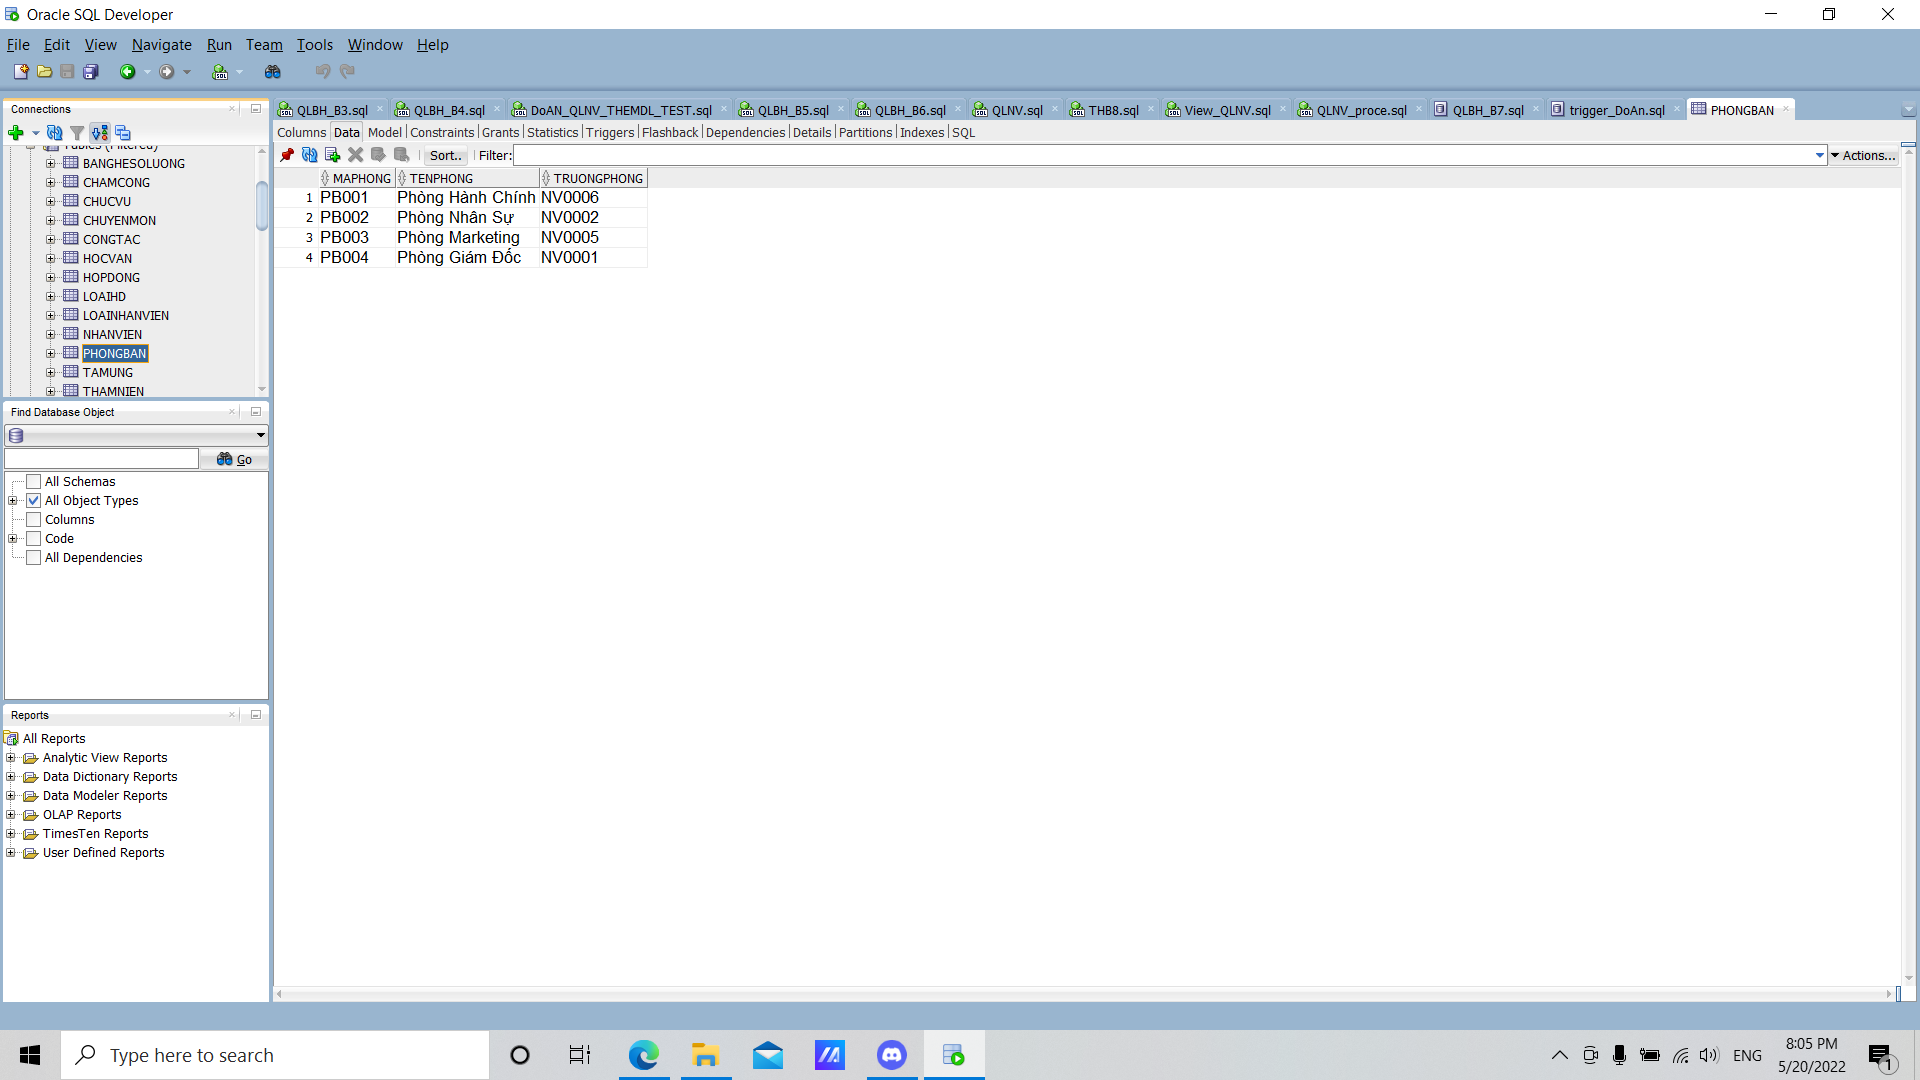 Oracle SQL Developer
File Edit View Navigate Run Team Tools Window Help
Connections
Tables (Filtered)
BANGHESOLUONG
CHAMCONG
CHUCVU
CHUYENMON
CONGTAC
HOCVAN
HOPDONG
LOAIHD
LOAINHANVIEN
NHANVIEN
PHONGBAN
TAMUNG
THAMNIEN
Find Database Object
Go
All Schemas
All Object Types
Columns
Code
All Dependencies
Reports
All Reports
Analytic View Reports
Data Dictionary Reports
Data Modeler Reports
OLAP Reports
TimesTen Reports
User Defined Reports
QLBH_B3.sql QLBH_B4.sql DoAN_QLNV_THEMDL_TEST.sql QLBH_B5.sql QLBH_B6.sql QLNV.sql THB8.sql View_QLNV.sql QLNV_proce.sql QLBH_B7.sql trigger_DoAn.sql PHONGBAN
Columns Data Model Constraints Grants Statistics Triggers Flashback Dependencies Details Partitions Indexes SQL
Sort.. Filter: Actions...
MAPHONG TENPHONG TRUONGPHONG
1 PB001 Phòng Hành Chính NV0006
2 PB002 Phòng Nhân Sự NV0002
3 PB003 Phòng Marketing NV0005
4 PB004 Phòng Giám Đốc NV0001
Type here to search
ENG
8:05 PM
5/20/2022
1